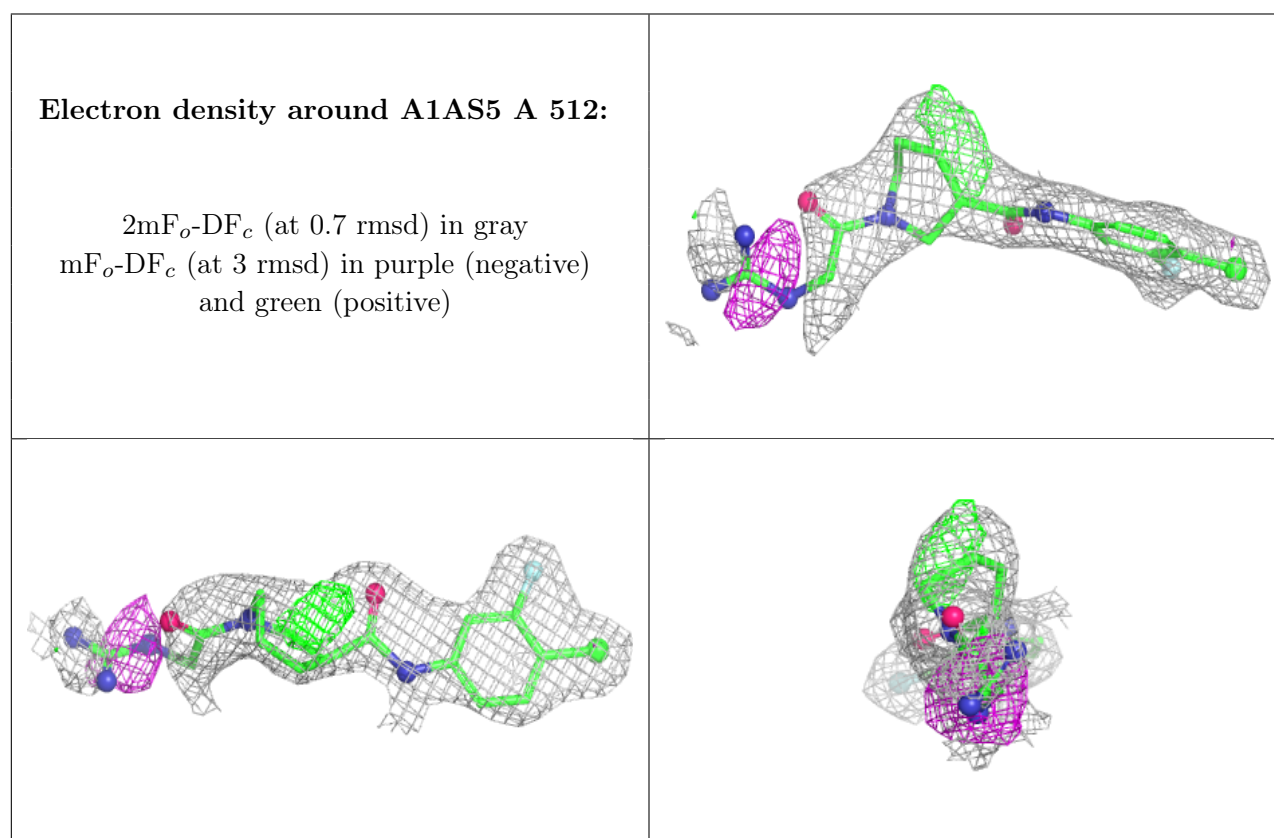 Electron density around A1AS5 A 512:
2mFo-DFc (at 0.7 rmsd) in gray
mFo-DFc (at 3 rmsd) in purple (negative)
and green (positive)